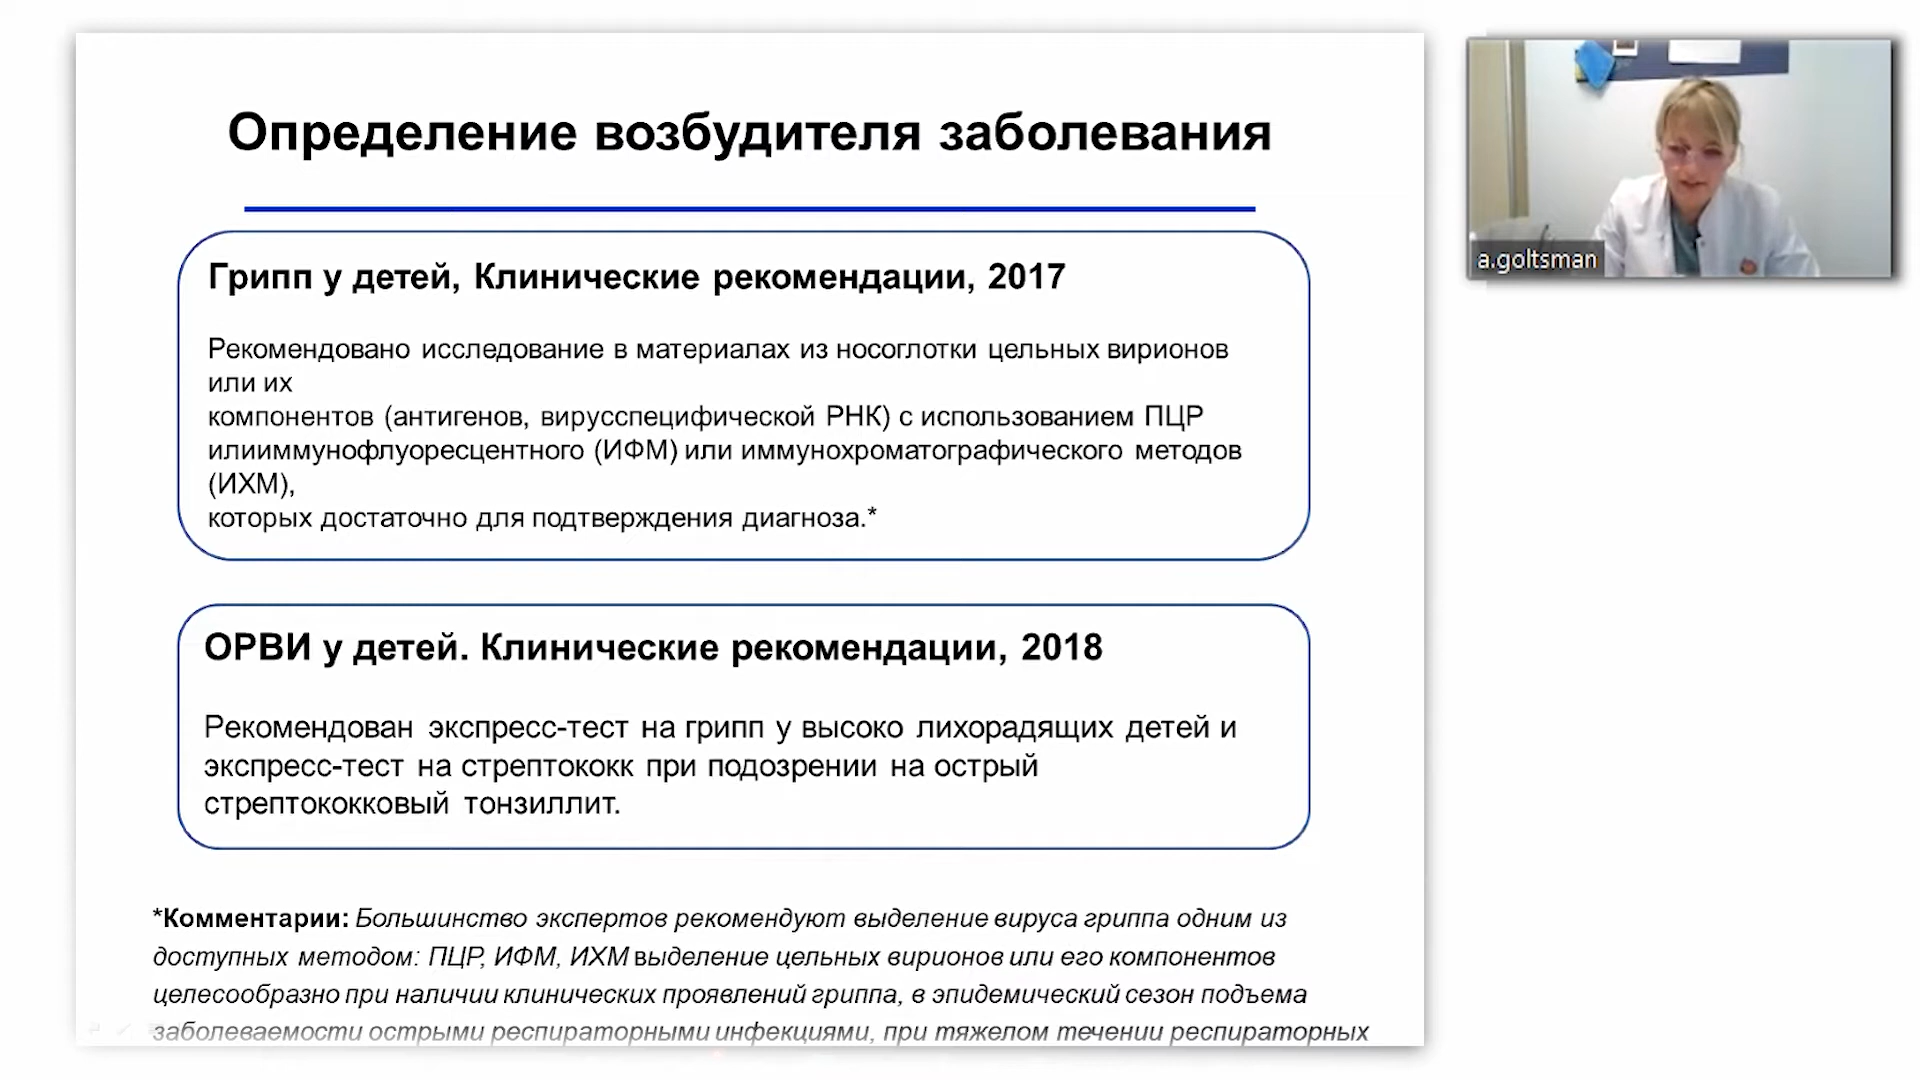 Определение возбудителя заболевания
Грипп у детей, Клинические рекомендации, 2017
Рекомендовано исследование в материалах из носоглотки цельных вирионов
или их
компонентов (антигенов, вирусспецифической РНК) с использованием ПЦР
илииммунофлуоресцентного (ИФМ) или иммунохроматографического методов
(ИХМ),
которых достаточно для подтверждения диагноза.*
ОРВИ у детей. Клинические рекомендации, 2018
Рекомендован экспресс-тест на грипп у высоко лихорадящих детей и
экспресс-тест на стрептококк при подозрении на острый
стрептококковый тонзиллит.
*Комментарии: Большинство экспертов рекомендуют выделение вируса гриппа одним из
доступных методом: ПЦР, ИФМ, ИХМ выделение цельных вирионов или его компонентов
целесообразно при наличии клинических проявлений гриппа, в эпидемический сезон подъема
заболеваемости острыми респираторными инфекциями, при тяжелом течении респираторных
a.goltsman